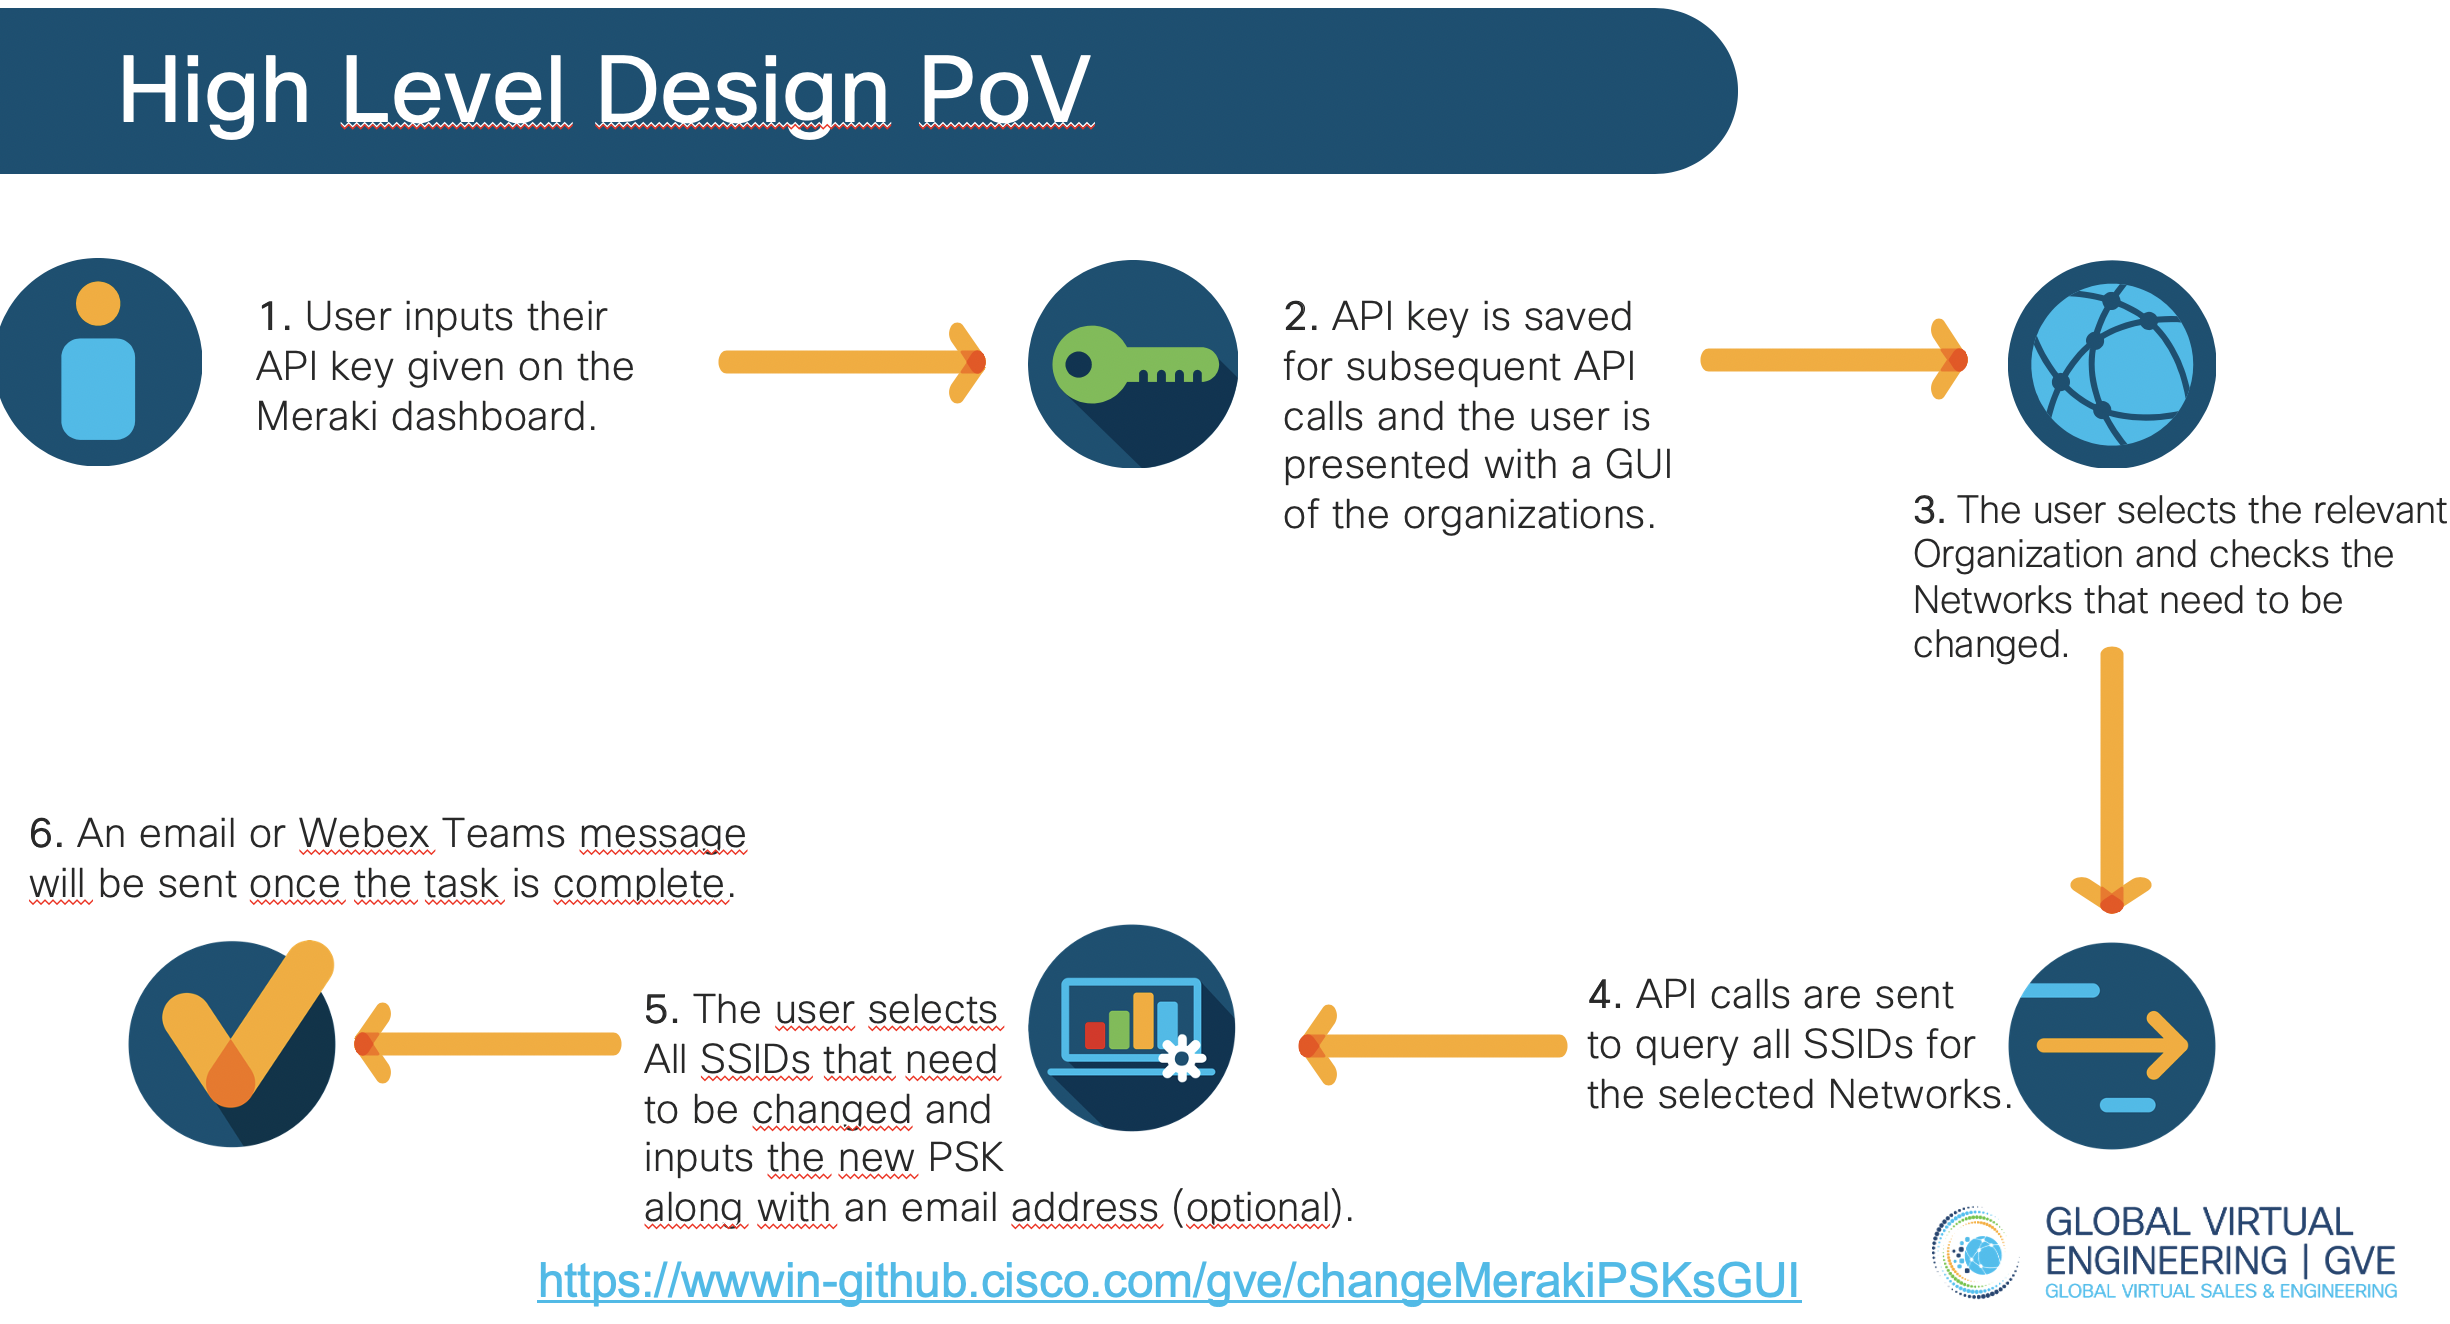 High Level Design PoV
1. User inputs their
API key given on the
Meraki dashboard.
2. API key is saved
for subsequent API
calls and the user is
presented with a GUI
of the organizations.
3. The user selects the relevant
Organization and checks the
Networks that need to be
changed.
4. API calls are sent
to query all SSIDs for
the selected Networks.
5. The user selects
All SSIDs that need
to be changed and
inputs the new PSK
along with an email address (optional).
6. An email or Webex Teams message
will be sent once the task is complete.
https://wwwin-github.cisco.com/gve/changeMerakiPSKsGUI
GLOBAL VIRTUAL
ENGINEERING | GVE
GLOBAL VIRTUAL SALES & ENGINEERING